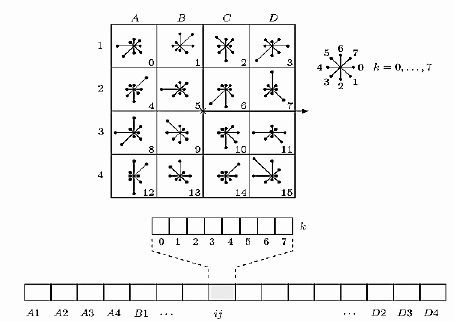 A B C D
1 0 1 2 3
5 6 7
4 0 k = 0, . . . , 7
3 2 1
2 4 5 6 7
3 8 9 10 11
4 12 13 14 15
k
0 1 2 3 4 5 6 7
A1 A2 A3 A4 B1 · · · ij · · · D2 D3 D4